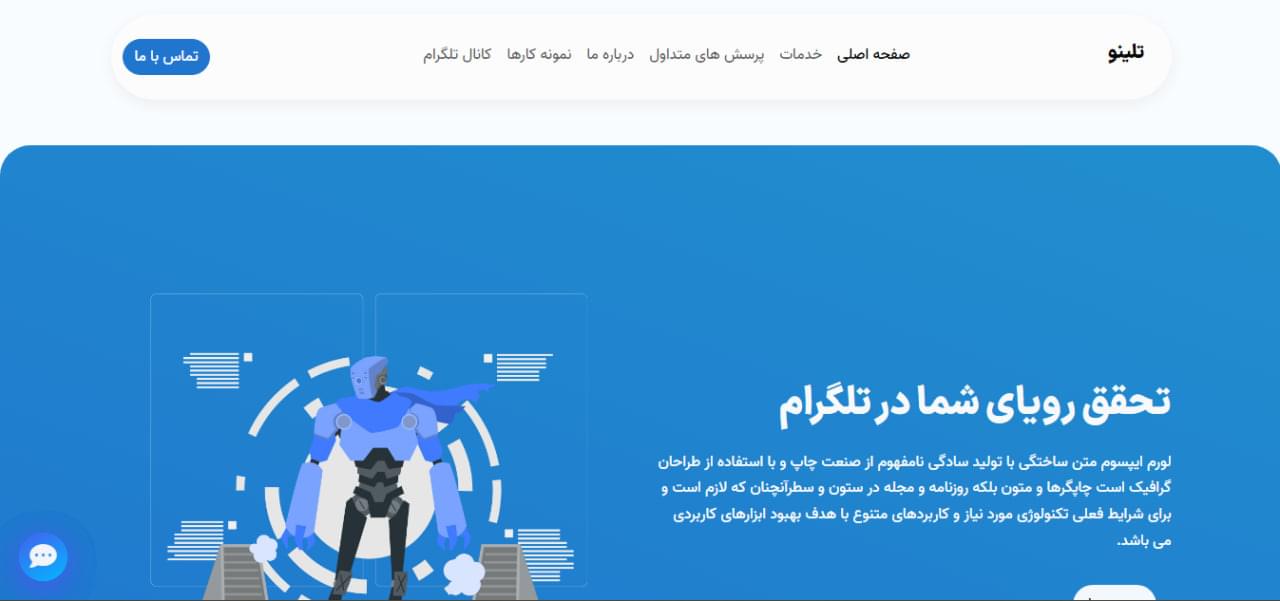 تلینو
صفحه اصلی
خدمات
پرسش های متداول
درباره ما
نمونه کارها
کانال تلگرام
تماس با ما
تحقق رویای شما در تلگرام
لورم ایپسوم متن ساختگی با تولید سادگی نامفهوم از صنعت چاپ و با استفاده از طراحان
گرافیک است چاپگرها و متون بلکه روزنامه و مجله در ستون و سطرآنچنان که لازم است و
برای شرایط فعلی تکنولوژی مورد نیاز و کاربردهای متنوع با هدف بهبود ابزارهای کاربردی
می باشد.